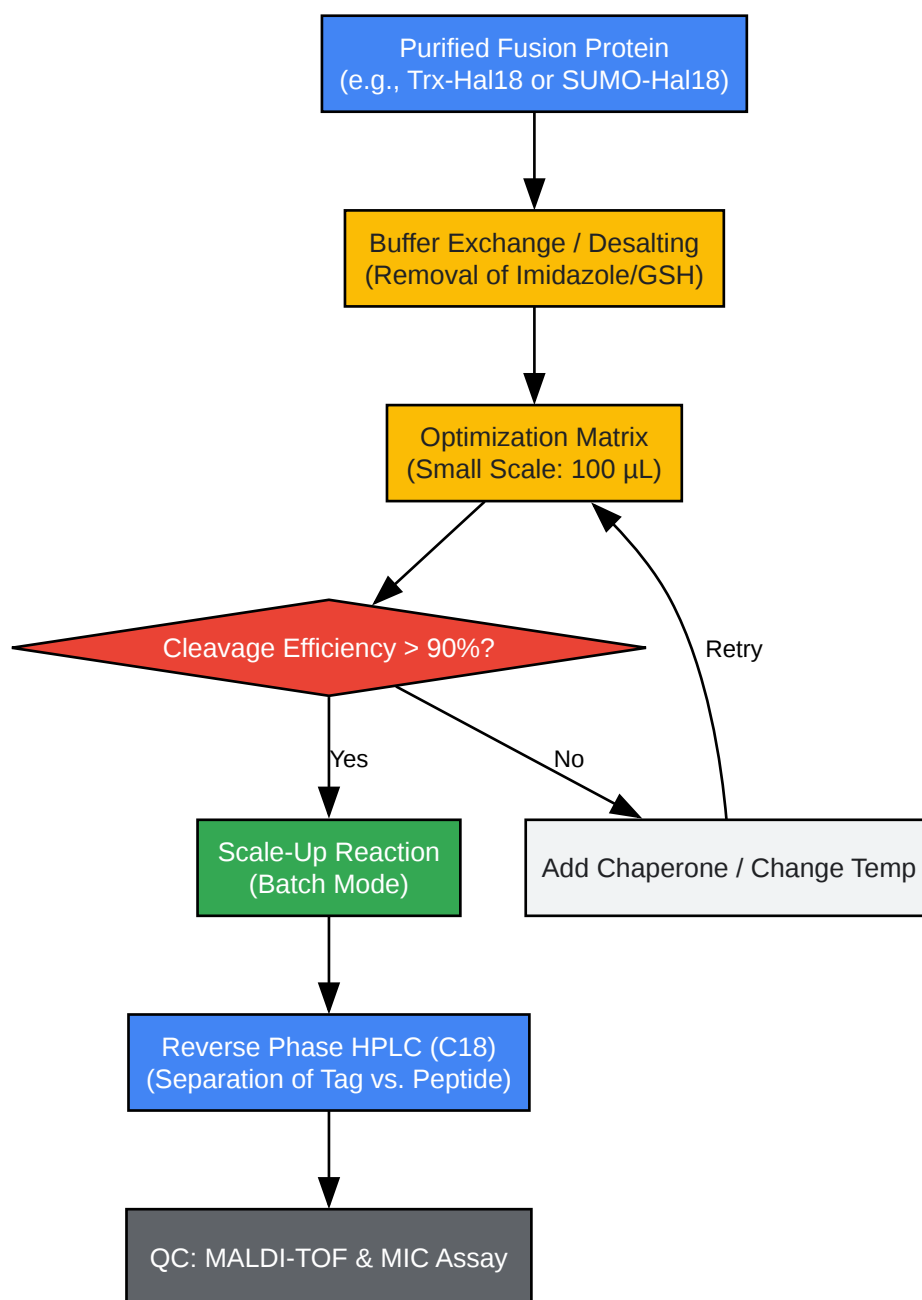 Purified Fusion Protein
(e.g., Trx-Hal18 or SUMO-Hal18)
Buffer Exchange / Desalting
(Removal of Imidazole/GSH)
Optimization Matrix
(Small Scale: 100 µL)
Cleavage Efficiency > 90%?
Retry
Yes
No
Scale-Up Reaction
(Batch Mode)
Add Chaperone / Change Temp
Reverse Phase HPLC (C18)
(Separation of Tag vs. Peptide)
QC: MALDI-TOF & MIC Assay